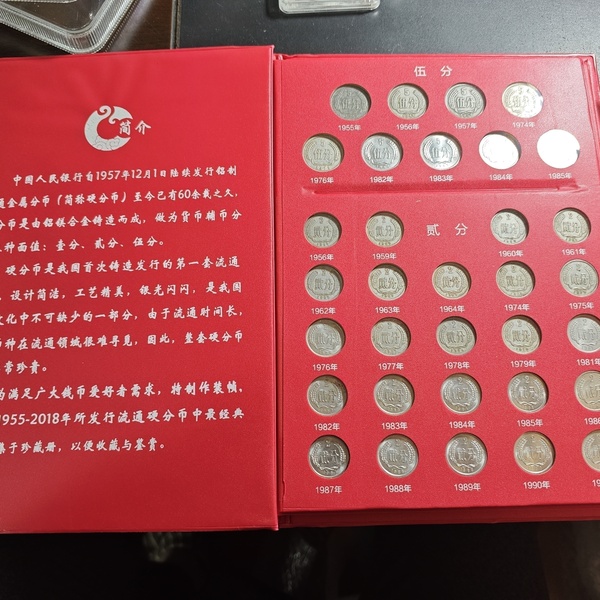 简介
中国人民银行自1957年12月1日陆续发行铝制
通金属分币（简称硬分币）至今已有60余载之久，
分币是由铝镁合金铸造而成，做为货币辅币分
种面值：壹分、贰分、伍分。
硬分币是我国首次铸造发行的第一套流通
，设计简洁，工艺精美，银光闪闪，是我国
文化中不可缺少的一部分，由于流通时间长，
币种在流通领域很难寻见，因此，整套硬分币
常珍贵。
为满足广大钱币爱好者需求，特制作装帧，
1955-2018年所发行流通硬分币中最经典
集于珍藏册，以便收藏与鉴赏。
伍分
1955年 1956年 1957年 1974年
1976年 1982年 1983年 1984年 1985年
贰分
1956年 1959年 1960年 1961年
1962年 1963年 1964年 1974年 1975年
1976年 1977年 1978年 1979年 1981年
1982年 1983年 1984年 1985年 1986
1987年 1988年 1989年 1990年 19